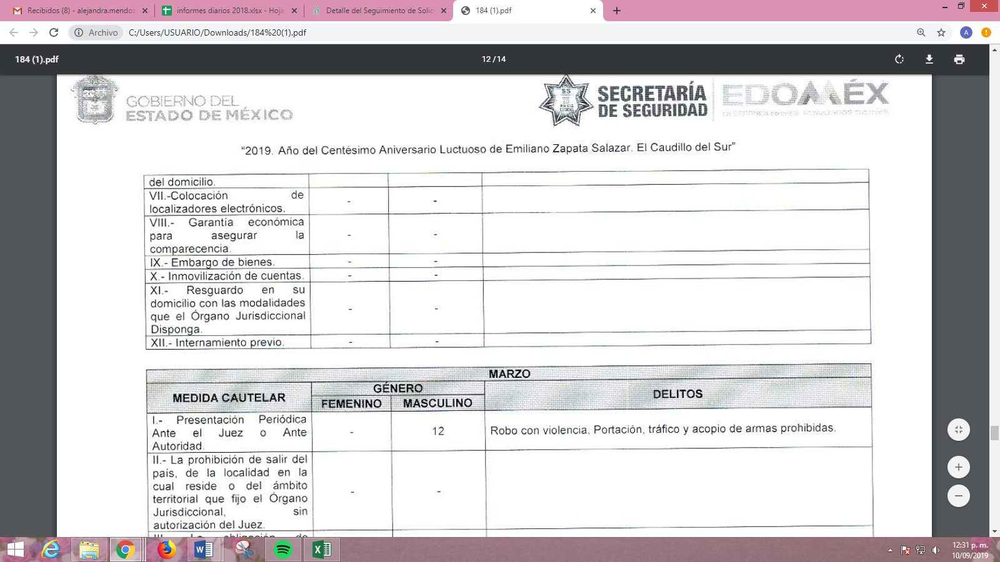 Recibidos (8) - alejandra.mendoz
informes diarios 2018.xlsx - Hoja
Detalle del Seguimiento de Solic
184 (1).pdf
Archivo
C:/Users/USUARIO/Downloads/184%20(1).pdf
A
184 (1).pdf
12 / 14
GOBIERNO DEL
ESTADO DE MÉXICO
SS
SECRETARÍA
DE SEGURIDAD
EDOMÉX
"2019. Año del Centésimo Aniversario Luctuoso de Emiliano Zapata Salazar. El Caudillo del Sur"
del domicilio.
VII.-Colocación de
localizadores electrónicos.
- -
VIII.- Garantía económica
para asegurar la
comparecencia.
- -
IX.- Embargo de bienes. - -
X.- Inmovilización de cuentas. - -
XI.- Resguardo en su
domicilio con las modalidades
que el Órgano Jurisdiccional
Disponga.
- -
XII.- Internamiento previo. - -
MARZO
MEDIDA CAUTELAR
GÉNERO
FEMENINO MASCULINO
DELITOS
I.- Presentación Periódica
Ante el Juez o Ante
Autoridad.
- 12 Robo con violencia, Portación, tráfico y acopio de armas prohibidas.
II.- La prohibición de salir del
país, de la localidad en la
cual reside o del ámbito
territorial que fijo el Órgano
Jurisdiccional, sin
autorización del Juez.
- -
12:31 p. m.
10/09/2019